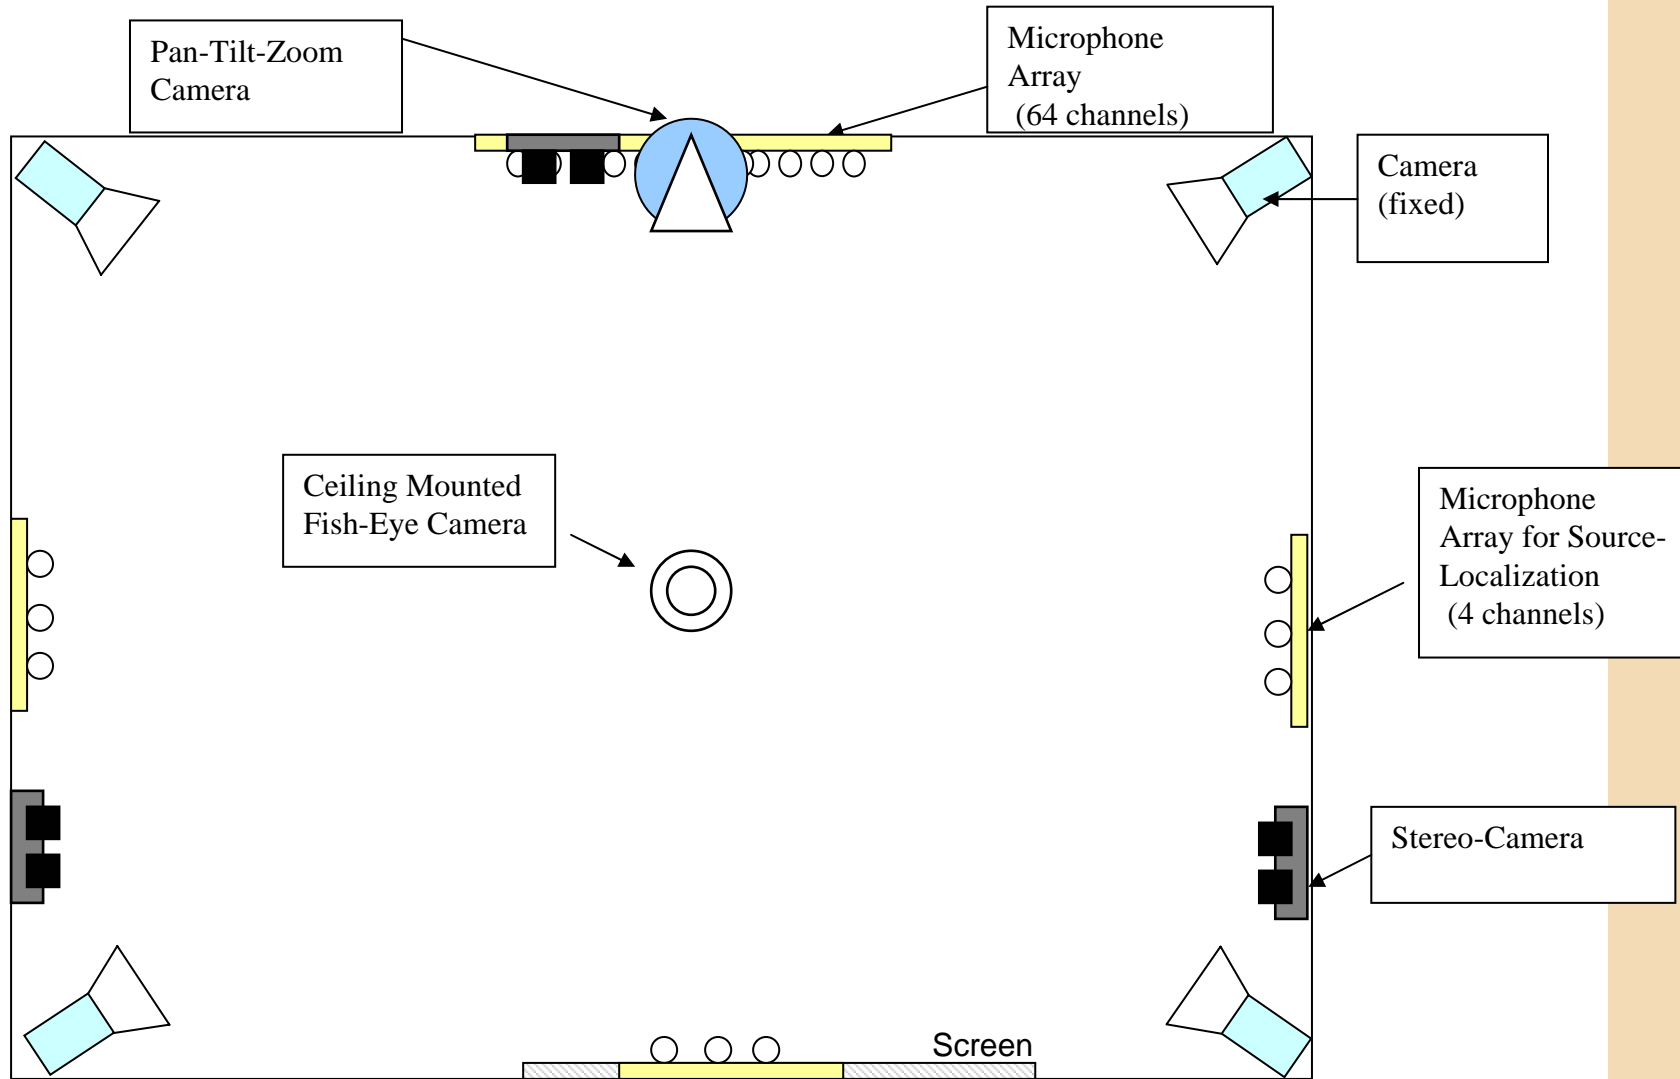 Pan-Tilt-Zoom
Camera
Microphone
Array
(64 channels)
Camera
(fixed)
Ceiling Mounted
Fish-Eye Camera
Microphone
Array for Source-
Localization
(4 channels)
Stereo-Camera
Screen